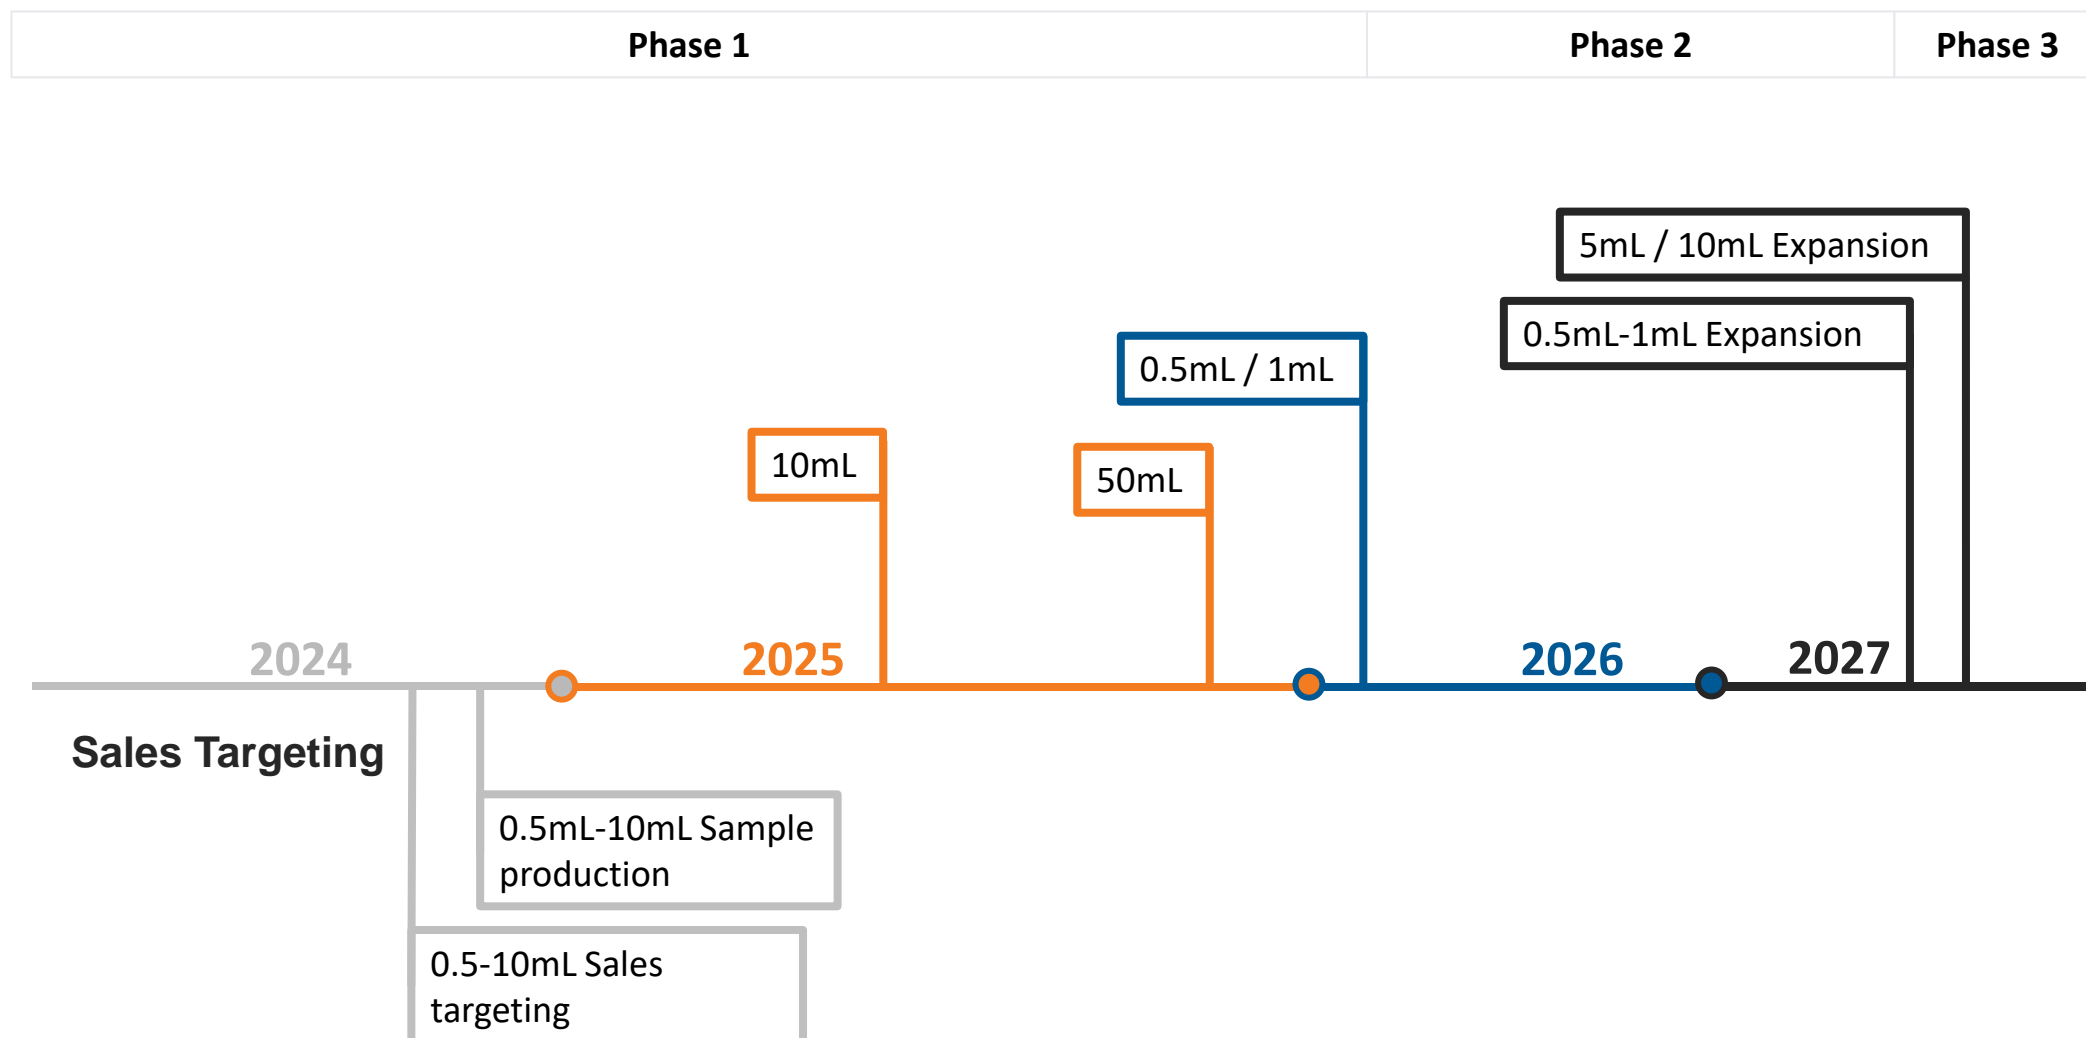 Phase 1
Phase 2
Phase 3
5mL / 10mL Expansion
0.5mL-1mL Expansion
0.5mL / 1mL
10mL
50mL
2024
2025
2026
2027
Sales Targeting
0.5mL-10mL Sample
production
0.5-10mL Sales
targeting